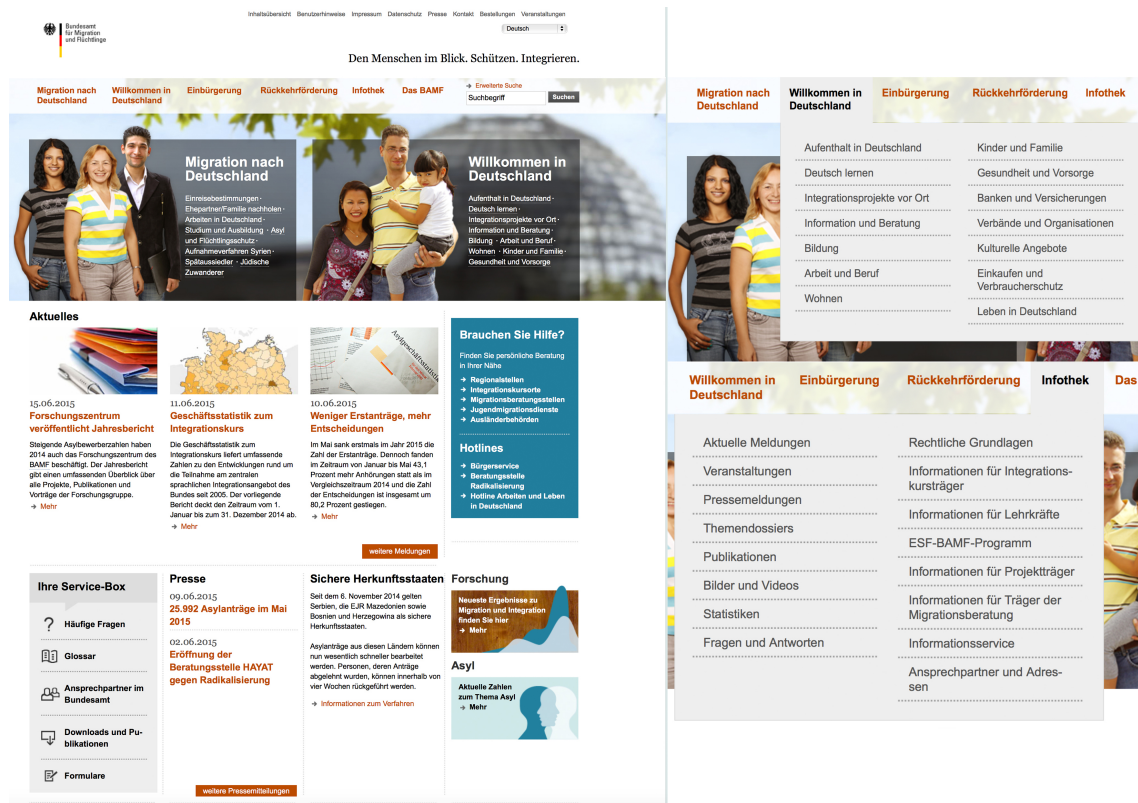 Inhaltsübersicht Benutzerhinweise Impressum Datenschutz Presse Kontakt Bestellungen Veranstaltungen
Deutsch
Bundesamt
für Migration
und Flüchtlinge
Den Menschen im Blick. Schützen. Integrieren.
Migration nach
Deutschland
Willkommen in
Deutschland
Einbürgerung
Rückkehrförderung
Infothek
Das BAMF
Erweiterte Suche
Suchbegriff
Suchen
Migration nach
Deutschland
Einreisebestimmungen ·
Ehepartner/Familie nachholen ·
Arbeiten in Deutschland ·
Studium und Ausbildung · Asyl
und Flüchtlingsschutz ·
Aufnahmeverfahren Syrien ·
Spätaussiedler · Jüdische
Zuwanderer
Willkommen in
Deutschland
Aufenthalt in Deutschland ·
Deutsch lernen ·
Integrationsprojekte vor Ort ·
Information und Beratung ·
Bildung · Arbeit und Beruf ·
Wohnen · Kinder und Familie ·
Gesundheit und Vorsorge
Aktuelles
15.06.2015
Forschungszentrum
veröffentlicht Jahresbericht
Steigende Asylbewerberzahlen haben
2014 auch das Forschungszentrum des
BAMF beschäftigt. Der Jahresbericht
gibt einen umfassenden Überblick über
alle Projekte, Publikationen und
Vorträge der Forschungsgruppe.
Mehr
11.06.2015
Geschäftsstatistik zum
Integrationskurs
Die Geschäftsstatistik zum
Integrationskurs liefert umfassende
Zahlen zu den Entwicklungen rund um
die Teilnahme am zentralen
sprachlichen Integrationsangebot des
Bundes seit 2005. Der vorliegende
Bericht deckt den Zeitraum vom 1.
Januar bis zum 31. Dezember 2014 ab.
Mehr
Asylgeschäftsstatistik
10.06.2015
Weniger Erstanträge, mehr
Entscheidungen
Im Mai sank erstmals im Jahr 2015 die
Zahl der Erstanträge. Dennoch fanden
im Zeitraum von Januar bis Mai 43,1
Prozent mehr Anhörungen statt als im
Vergleichszeitraum 2014 und die Zahl
der Entscheidungen ist insgesamt um
80,2 Prozent gestiegen.
Mehr
weitere Meldungen
Brauchen Sie Hilfe?
Finden Sie persönliche Beratung
in Ihrer Nähe
Regionalstellen
Integrationskursorte
Migrationsberatungsstellen
Jugendmigrationsdienste
Ausländerbehörden
Hotlines
Bürgerservice
Beratungsstelle
Radikalisierung
Hotline Arbeiten und Leben
in Deutschland
Ihre Service-Box
Häufige Fragen
Glossar
Ansprechpartner im
Bundesamt
Downloads und Pu-
blikationen
Formulare
Presse
09.06.2015
25.992 Asylanträge im Mai
2015
02.06.2015
Eröffnung der
Beratungsstelle HAYAT
gegen Radikalisierung
weitere Pressemitteilungen
Sichere Herkunftsstaaten
Seit dem 6. November 2014 gelten
Serbien, die EJR Mazedonien sowie
Bosnien und Herzegowina als sichere
Herkunftsstaaten.
Asylanträge aus diesen Ländern können
nun wesentlich schneller bearbeitet
werden. Personen, deren Anträge
abgelehnt wurden, können innerhalb von
vier Wochen rückgeführt werden.
Informationen zum Verfahren
Forschung
Neueste Ergebnisse zu
Migration und Integration
finden Sie hier
Mehr
Asyl
Aktuelle Zahlen
zum Thema Asyl
Mehr
Migration nach
Deutschland
Willkommen in
Deutschland
Einbürgerung
Rückkehrförderung
Infothek
Aufenthalt in Deutschland
Deutsch lernen
Integrationsprojekte vor Ort
Information und Beratung
Bildung
Arbeit und Beruf
Wohnen
Kinder und Familie
Gesundheit und Vorsorge
Banken und Versicherungen
Verbände und Organisationen
Kulturelle Angebote
Einkaufen und
Verbraucherschutz
Leben in Deutschland
Willkommen in
Deutschland
Einbürgerung
Rückkehrförderung
Infothek
Das
Aktuelle Meldungen
Veranstaltungen
Pressemeldungen
Themendossiers
Publikationen
Bilder und Videos
Statistiken
Fragen und Antworten
Rechtliche Grundlagen
Informationen für Integrations-
kursträger
Informationen für Lehrkräfte
ESF-BAMF-Programm
Informationen für Projektträger
Informationen für Träger der
Migrationsberatung
Informationsservice
Ansprechpartner und Adres-
sen